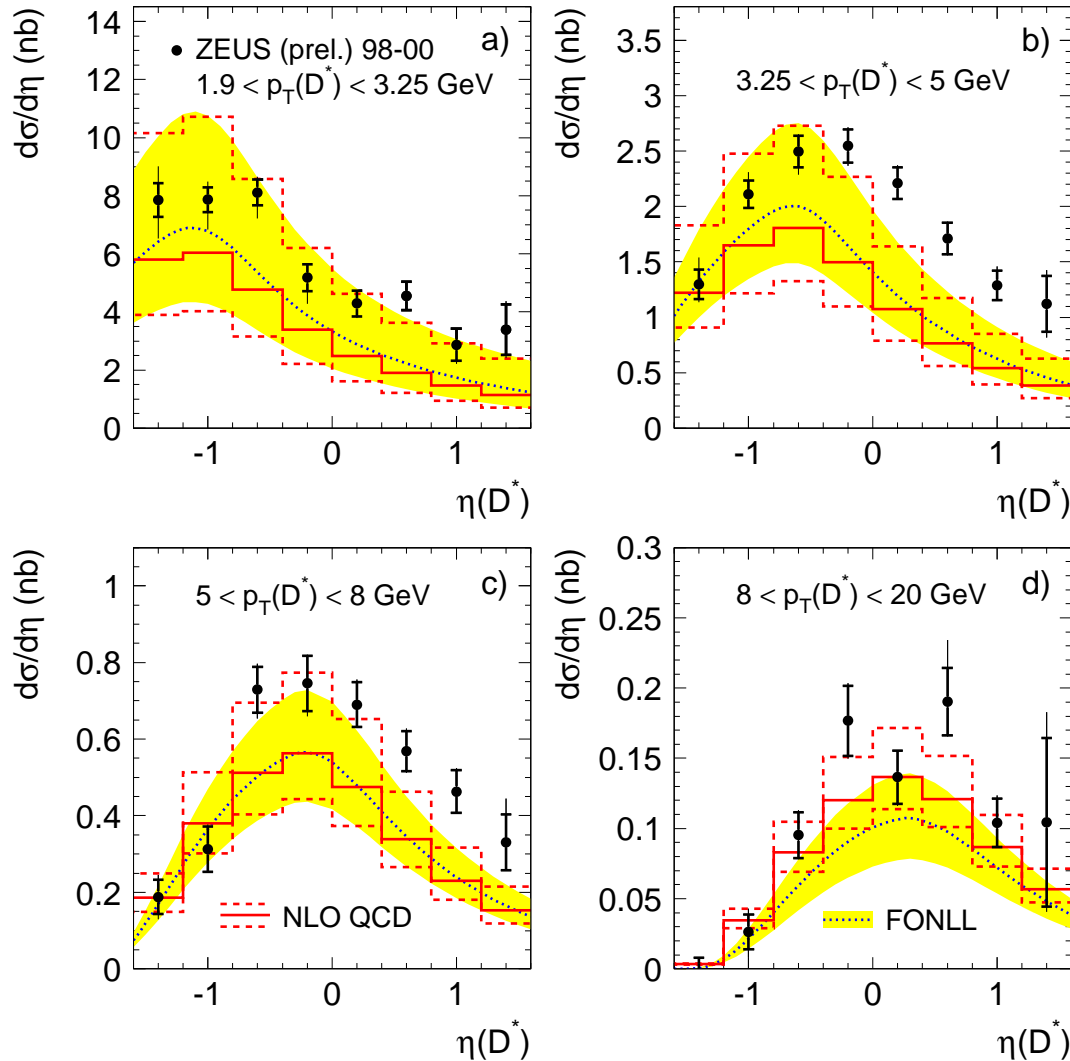 dσ/dη (nb)
14
12
10
8
6
4
2
0
a)
ZEUS (prel.) 98-00
1.9 < p_T(D*) < 3.25 GeV
-1 0 1
η(D*)
dσ/dη (nb)
3.5
3
2.5
2
1.5
1
0.5
0
b)
3.25 < p_T(D*) < 5 GeV
-1 0 1
η(D*)
dσ/dη (nb)
1
0.8
0.6
0.4
0.2
0
c)
5 < p_T(D*) < 8 GeV
NLO QCD
-1 0 1
η(D*)
dσ/dη (nb)
0.3
0.25
0.2
0.15
0.1
0.05
0
d)
8 < p_T(D*) < 20 GeV
FONLL
-1 0 1
η(D*)